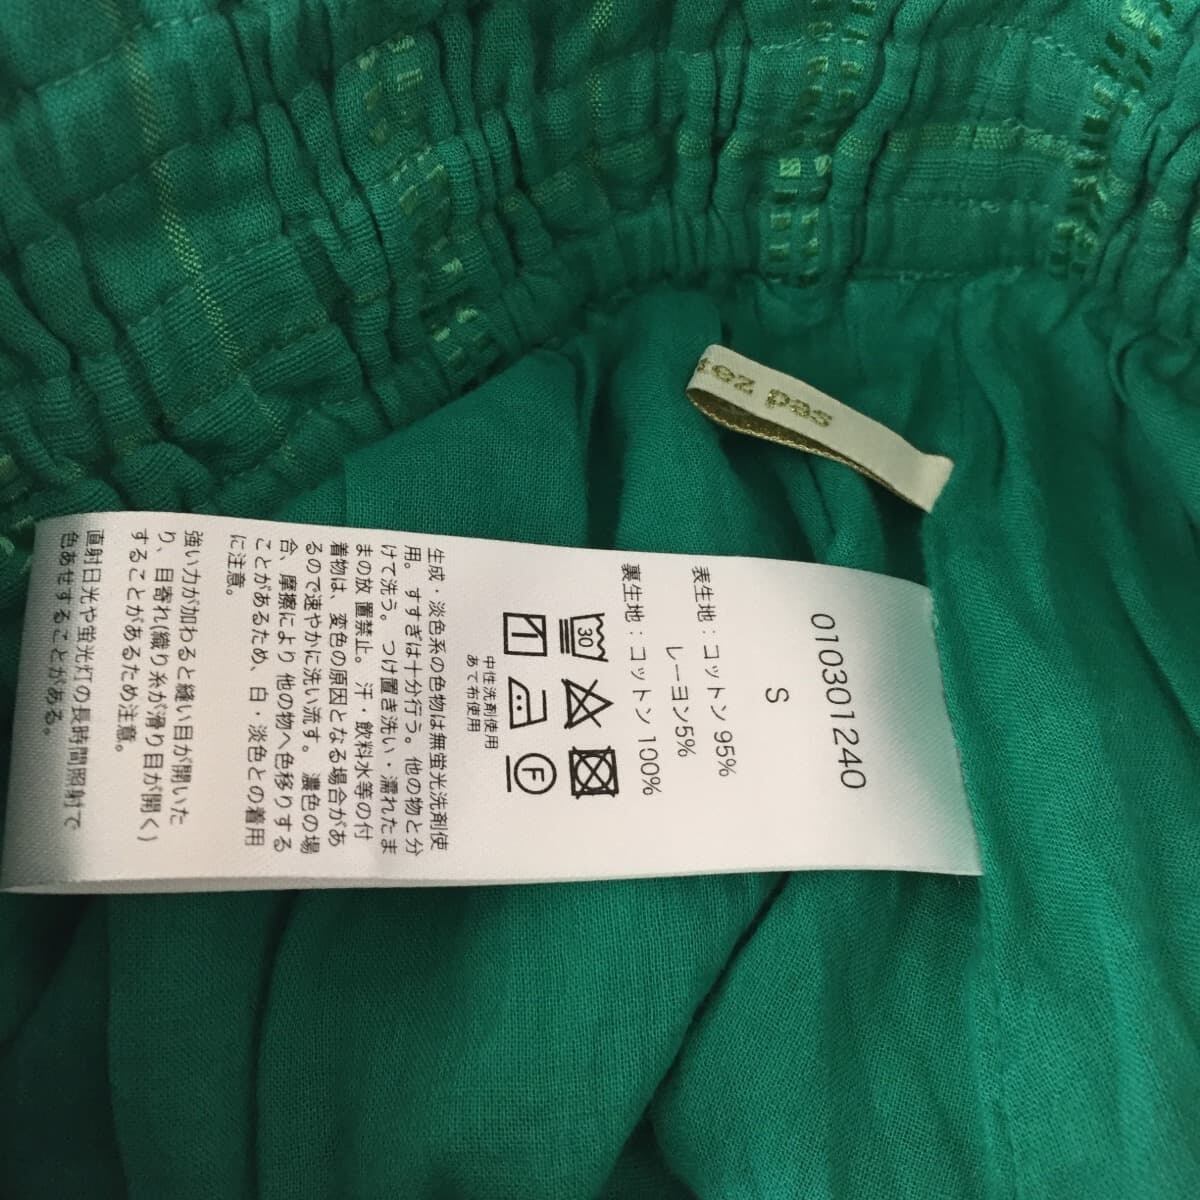 tez pas
0103012400
S
表生地:コットン 95%
レーヨン5%
裏生地:コットン 100%
30
F
中性洗剤使用
あて布使用
生成・淡色系の色物は無蛍光洗剤使
用。すすぎは十分行う。他の物と分
けて洗う。つけ置き洗い・濡れたま
まの放置禁止。汗・飲料水等の付
着物は、変色の原因となる場合があ
るので速やかに洗い流す。濃色の場
合、摩擦により他の物へ色移りする
ことがあるため、白・淡色との着用
に注意。
強い力が加わると縫い目が開いた
り、目寄れ(織り糸が滑り目が開く)
することがあるため注意。
直射日光や蛍光灯の長時間照射で
色あせすることがある。